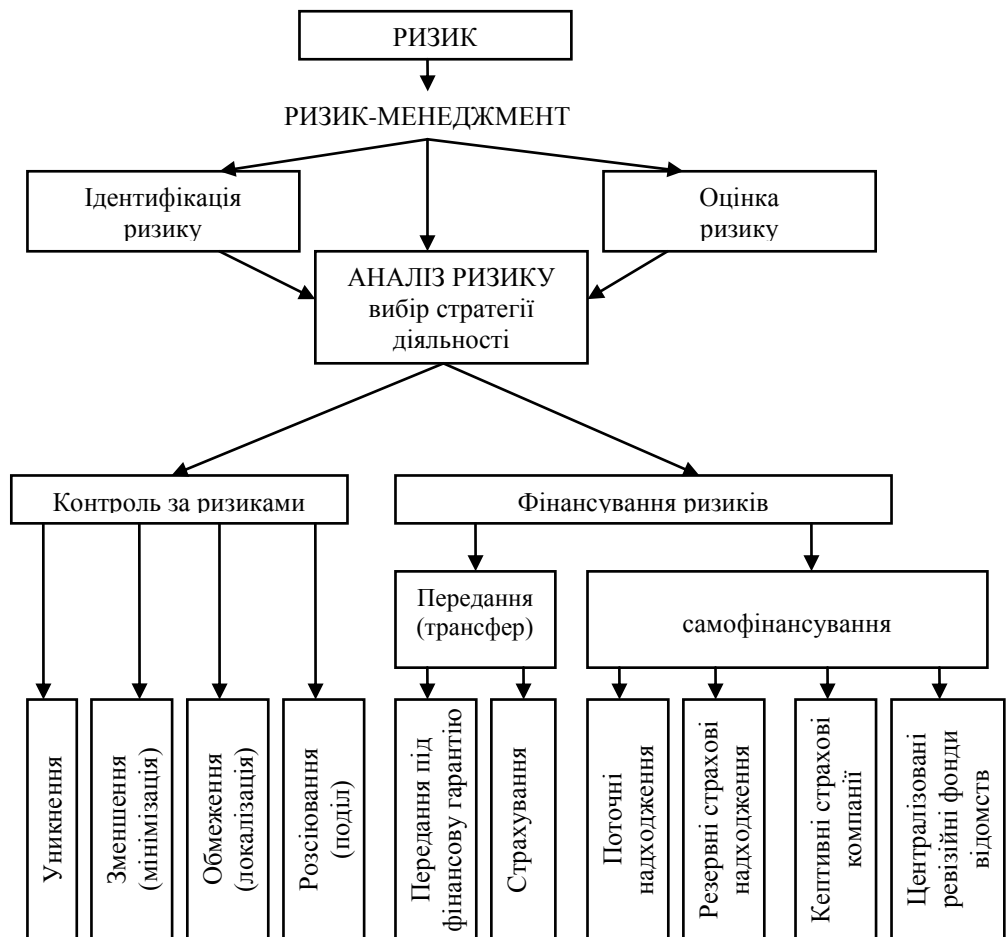 РИЗИК
РИЗИК-МЕНЕДЖМЕНТ
Ідентифікація
ризику
Оцінка
ризику
АНАЛІЗ РИЗИКУ
вибір стратегії
діяльності
Контроль за ризиками
Фінансування ризиків
Передання
(трансфер)
самофінансування
Уникнення
Зменшення
(мінімізація)
Обмеження
(локалізація)
Розсіювання
(поділ)
Передання під
фінансову гарантію
Страхування
Поточні
надходження
Резервні страхові
надходження
Кептивні страхові
компанії
Централізовані
ревізійні фонди
відомств